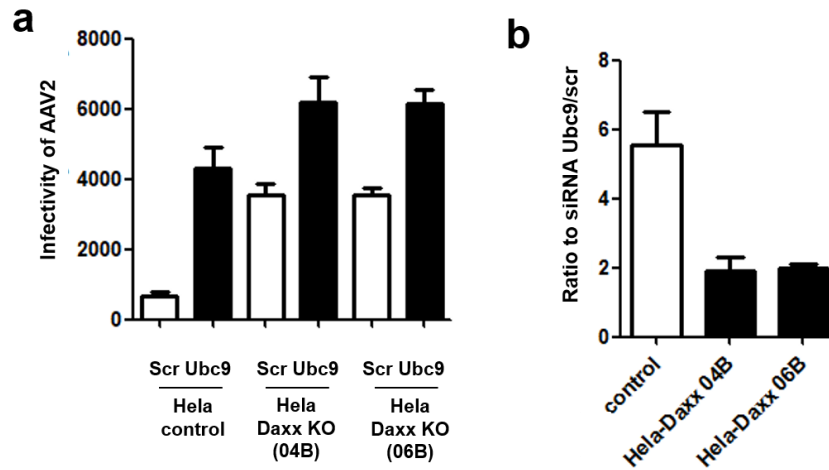 a
8000
6000
4000
2000
0
Infectivity of AAV2
Scr Ubc9 Scr Ubc9 Scr Ubc9
Hela control
Hela Daxx KO (04B)
Hela Daxx KO (06B)
b
8
6
4
2
0
Ratio to siRNA Ubc9/scr
control
Hela-Daxx 04B
Hela-Daxx 06B